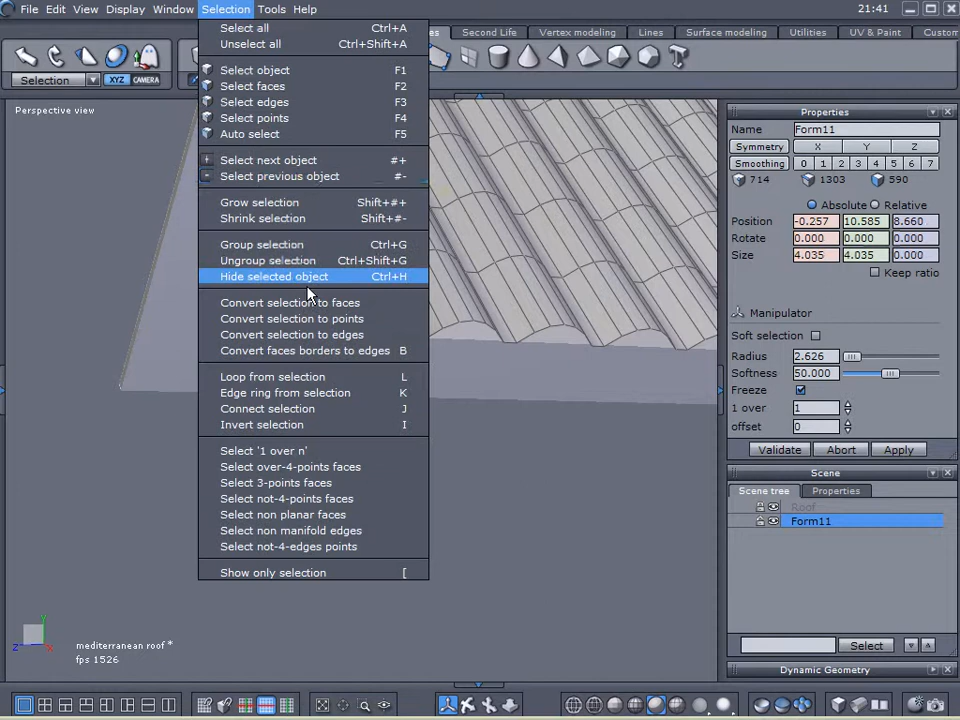 File Edit Display Window Selection Tools Help 21:41
Second Life Vertex modeling Lines Surface modeling Utilities UV & Paint Custom
Selection XYZ CAMERA
Perspective view
Select all Ctrl+A
Unselect all Ctrl+Shift+A
Select object F1
Select faces F2
Select edges F3
Select points F4
Auto select F5
Select next object #+
Select previous object #-
Grow selection Shift+#+
Shrink selection Shift+#-
Group selection Ctrl+G
Ungroup selection Ctrl+Shift+G
Hide selected object Ctrl+H
Convert selection to faces
Convert selection to points
Convert selection to edges
Convert faces borders to edges B
Loop from selection L
Edge ring from selection K
Connect selection J
Invert selection I
Select '1 over n'
Select over-4-points faces
Select 3-points faces
Select not-4-points faces
Select non planar faces
Select non manifold edges
Select not-4-edges points
Show only selection [
Properties
Name Form11
Symmetry X Y Z
Smoothing 0 1 2 3 4 5 6 7
714 1303 590
Absolute Relative
Position -0.257 10.585 8.660
Rotate 0.000 0.000 0.000
Size 4.035 4.035 0.000
Keep ratio
Manipulator
Soft selection
Radius 2.626
Softness 50.000
Freeze
1 over 1
offset 0
Validate Abort Apply
Scene
Scene tree Properties
Roof
Form11
Select
Dynamic Geometry
Y
Z X
mediterranean roof *
fps 1526